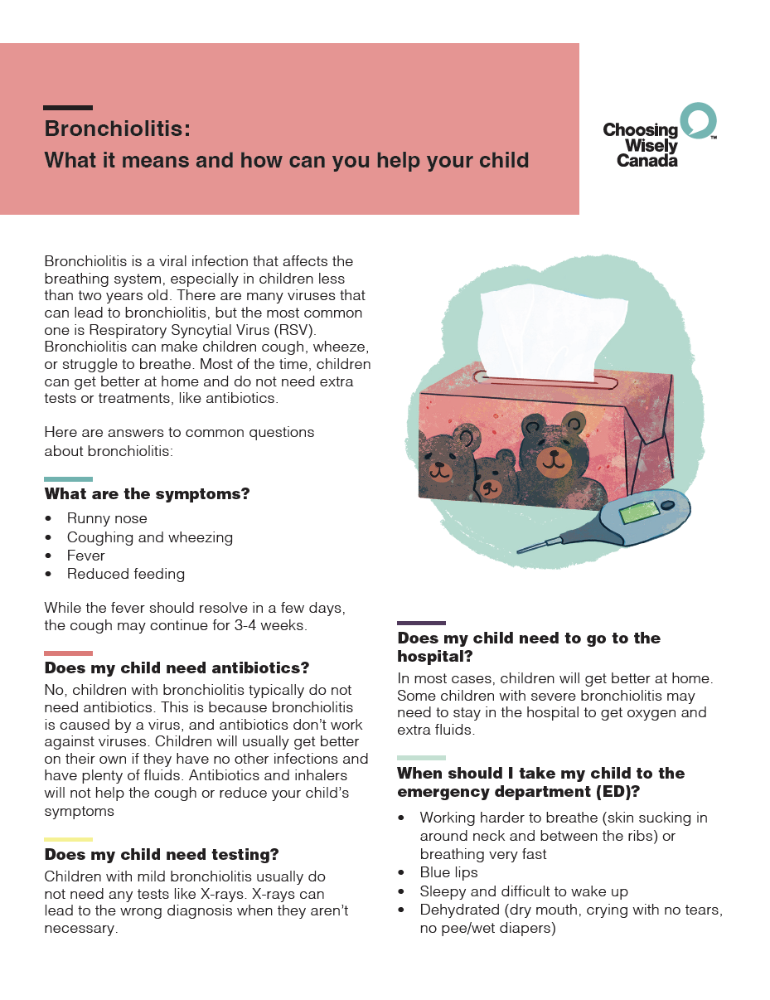 Bronchiolitis:
What it means and how can you help your child
Choosing
Wisely
Canada
™
Bronchiolitis is a viral infection that affects the
breathing system, especially in children less
than two years old. There are many viruses that
can lead to bronchiolitis, but the most common
one is Respiratory Syncytial Virus (RSV).
Bronchiolitis can make children cough, wheeze,
or struggle to breathe. Most of the time, children
can get better at home and do not need extra
tests or treatments, like antibiotics.
Here are answers to common questions
about bronchiolitis:
What are the symptoms?
• Runny nose
• Coughing and wheezing
• Fever
• Reduced feeding
While the fever should resolve in a few days,
the cough may continue for 3-4 weeks.
Does my child need antibiotics?
No, children with bronchiolitis typically do not
need antibiotics. This is because bronchiolitis
is caused by a virus, and antibiotics don’t work
against viruses. Children will usually get better
on their own if they have no other infections and
have plenty of fluids. Antibiotics and inhalers
will not help the cough or reduce your child’s
symptoms
Does my child need testing?
Children with mild bronchiolitis usually do
not need any tests like X-rays. X-rays can
lead to the wrong diagnosis when they aren’t
necessary.
Does my child need to go to the
hospital?
In most cases, children will get better at home.
Some children with severe bronchiolitis may
need to stay in the hospital to get oxygen and
extra fluids.
When should I take my child to the
emergency department (ED)?
• Working harder to breathe (skin sucking in
around neck and between the ribs) or
breathing very fast
• Blue lips
• Sleepy and difficult to wake up
• Dehydrated (dry mouth, crying with no tears,
no pee/wet diapers)